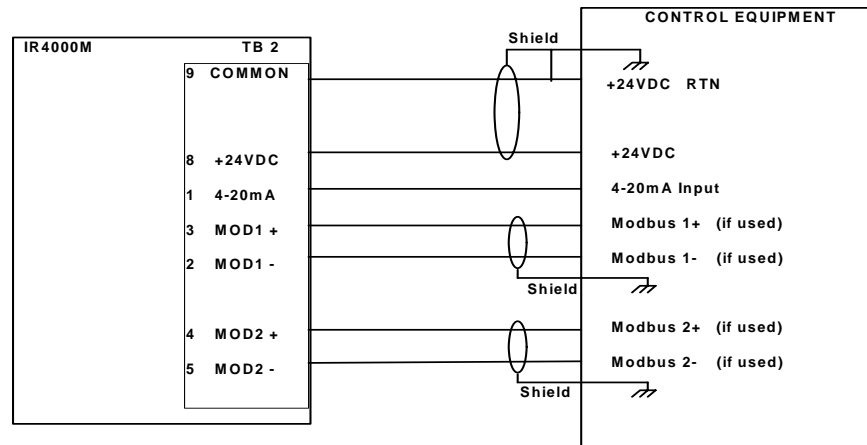 CONTROL EQUIPMENT
Shield
IR4000M TB 2
9 COMMON
+24VDC RTN
8 +24VDC
+24VDC
1 4-20mA
4-20mA Input
3 MOD1 +
Modbus 1+ (if used)
2 MOD1 -
Modbus 1- (if used)
Shield
4 MOD2 +
Modbus 2+ (if used)
5 MOD2 -
Modbus 2- (if used)
Shield